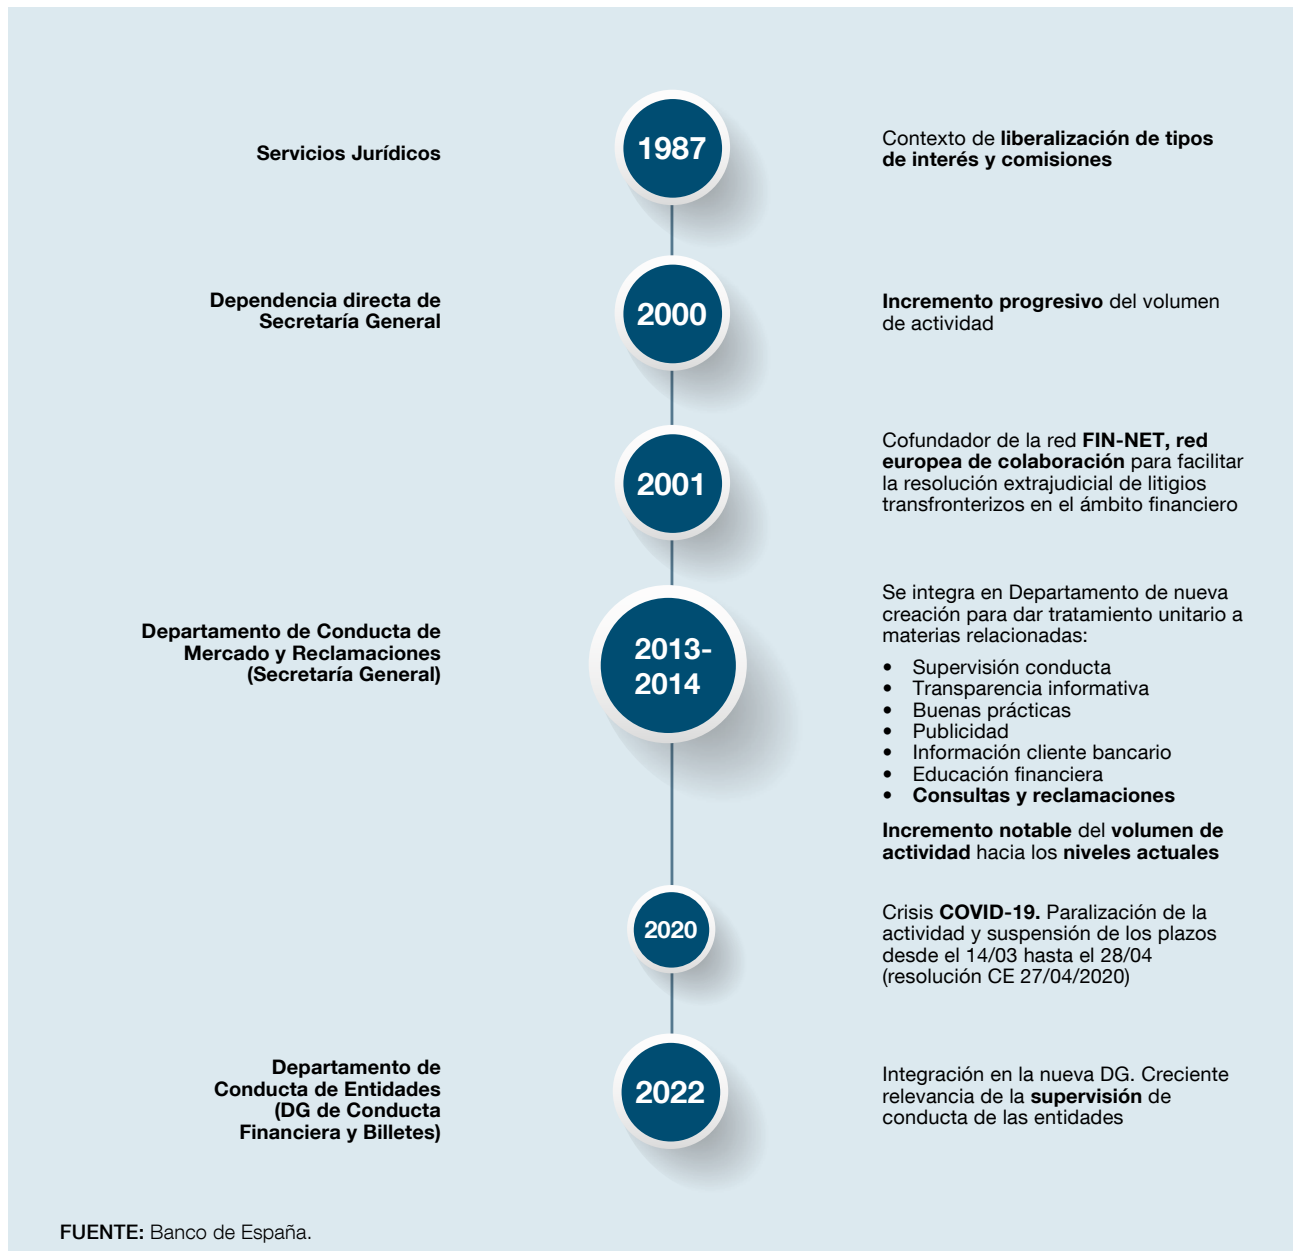 Servicios Jurídicos
1987
Contexto de liberalización de tipos
de interés y comisiones
Dependencia directa de
Secretaría General
2000
Incremento progresivo del volumen
de actividad
2001
Cofundador de la red FIN-NET, red
europea de colaboración para facilitar
la resolución extrajudicial de litigios
transfronterizos en el ámbito financiero
Departamento de Conducta de
Mercado y Reclamaciones
(Secretaría General)
2013-
2014
Se integra en Departamento de nueva
creación para dar tratamiento unitario a
materias relacionadas:
• Supervisión conducta
• Transparencia informativa
• Buenas prácticas
• Publicidad
• Información cliente bancario
• Educación financiera
• Consultas y reclamaciones
Incremento notable del volumen de
actividad hacia los niveles actuales
2020
Crisis COVID-19. Paralización de la
actividad y suspensión de los plazos
desde el 14/03 hasta el 28/04
(resolución CE 27/04/2020)
Departamento de
Conducta de Entidades
(DG de Conducta
Financiera y Billetes)
2022
Integración en la nueva DG. Creciente
relevancia de la supervisión de
conducta de las entidades
FUENTE: Banco de España.